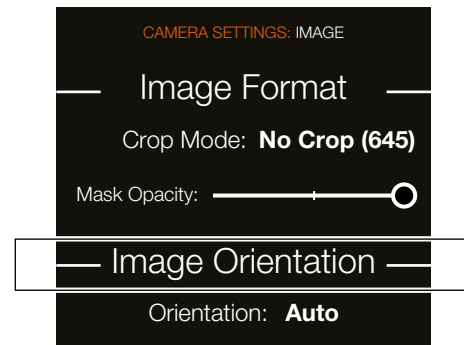 CAMERA SETTINGS: IMAGE
Image Format
Crop Mode: No Crop (645)
Mask Opacity:
Image Orientation
Orientation: Auto